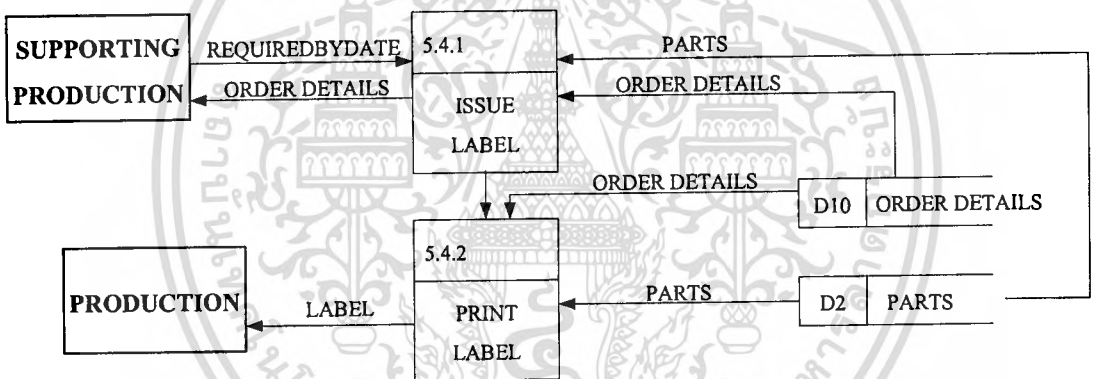 SUPPORTING
PRODUCTION
REQUIREDBYDATE
ORDER DETAILS
5.4.1
ISSUE
LABEL
PARTS
ORDER DETAILS
ORDER DETAILS
D10 ORDER DETAILS
5.4.2
PRINT
LABEL
PRODUCTION
LABEL
PARTS
D2 PARTS